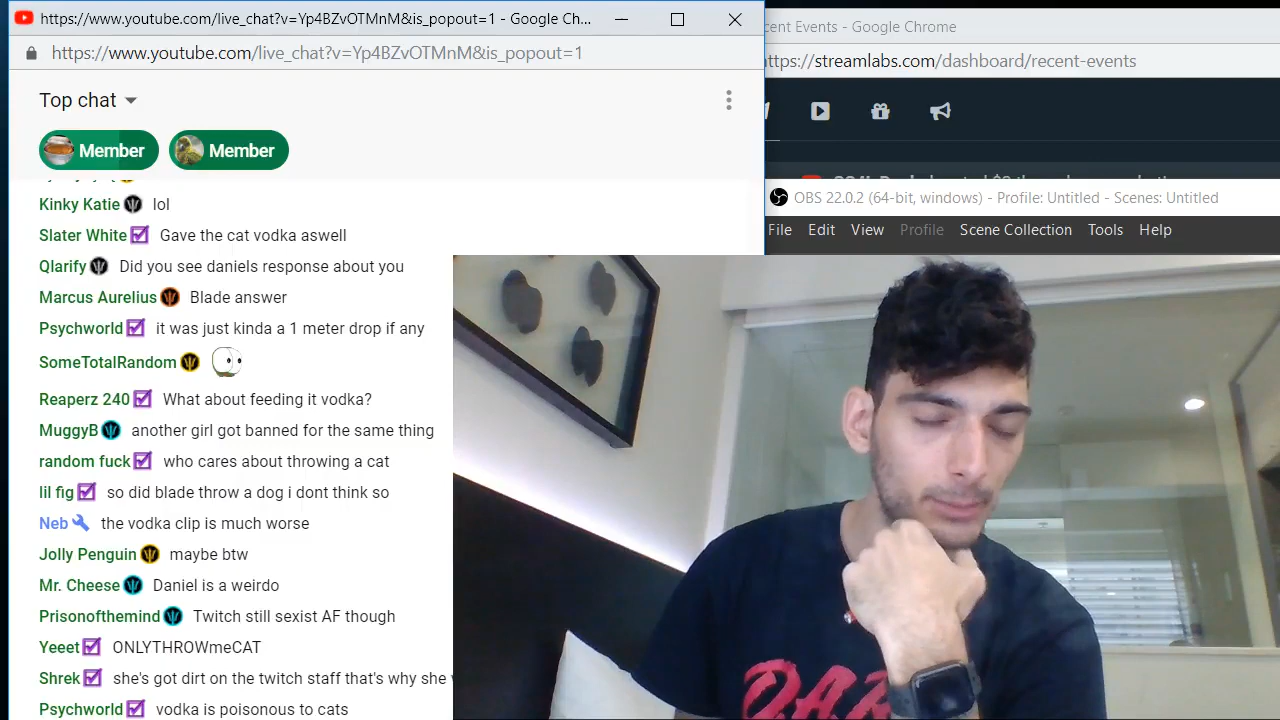 https://www.youtube.com/live_chat?v=Yp4BZvOTMnM&is_popout=1 - Google Ch...
cent Events - Google Chrome
https://www.youtube.com/live_chat?v=Yp4BZvOTMnM&is_popout=1
ttps://streamlabs.com/dashboard/recent-events
Top chat
Member Member
OBS 22.0.2 (64-bit, windows) - Profile: Untitled - Scenes: Untitled
File Edit View Profile Scene Collection Tools Help
Kinky Katie lol
Slater White Gave the cat vodka aswell
Qlarify Did you see daniels response about you
Marcus Aurelius Blade answer
Psychworld it was just kinda a 1 meter drop if any
SomeTotalRandom
Reaperz 240 What about feeding it vodka?
MuggyB another girl got banned for the same thing
random fuck who cares about throwing a cat
lil fig so did blade throw a dog i dont think so
Neb the vodka clip is much worse
Jolly Penguin maybe btw
Mr. Cheese Daniel is a weirdo
Prisonofthemind Twitch still sexist AF though
Yeeet ONLYTHROWmeCAT
Shrek she's got dirt on the twitch staff that's why she
Psychworld vodka is poisonous to cats